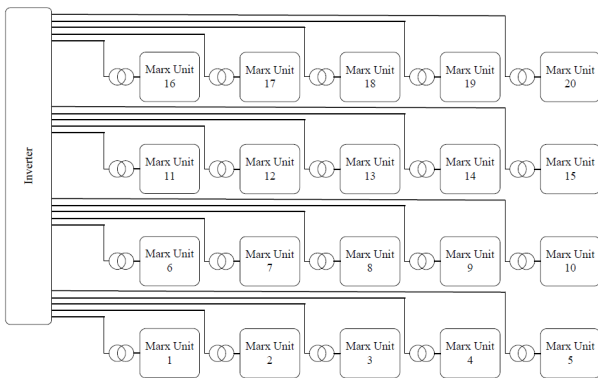 Inverter
Marx Unit
16
Marx Unit
17
Marx Unit
18
Marx Unit
19
Marx Unit
20
Marx Unit
11
Marx Unit
12
Marx Unit
13
Marx Unit
14
Marx Unit
15
Marx Unit
6
Marx Unit
7
Marx Unit
8
Marx Unit
9
Marx Unit
10
Marx Unit
1
Marx Unit
2
Marx Unit
3
Marx Unit
4
Marx Unit
5